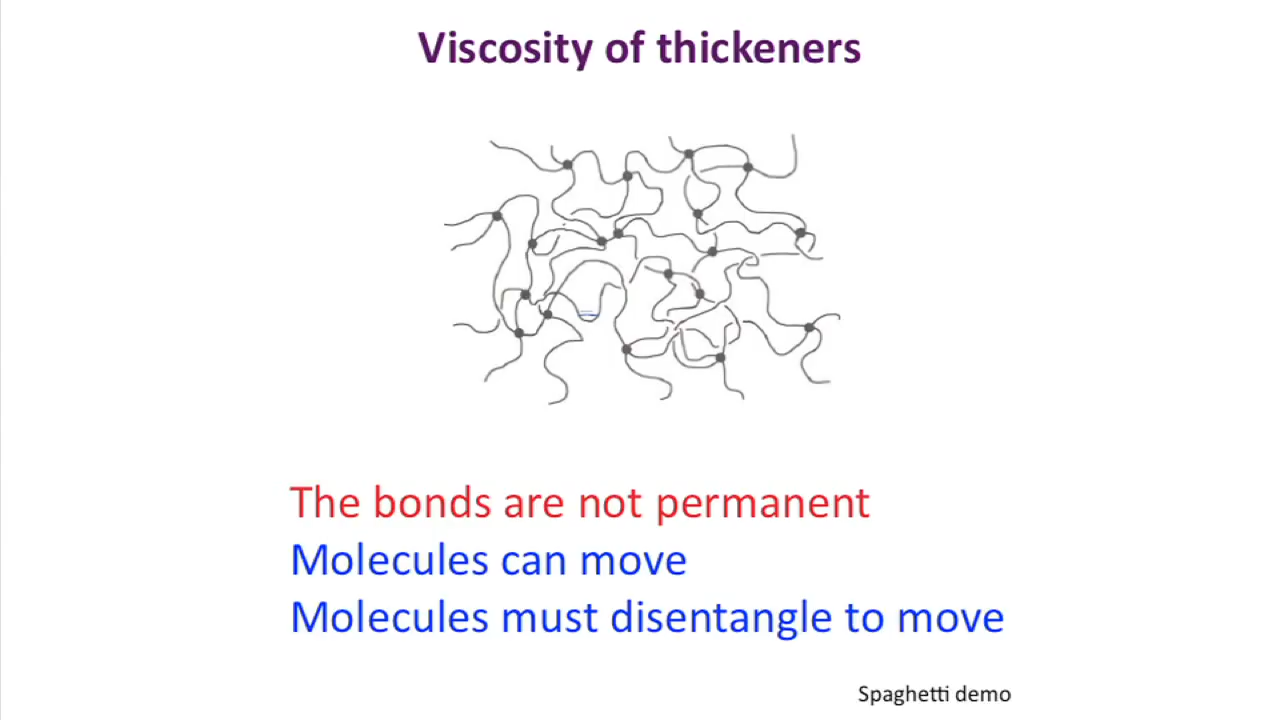 Viscosity of thickeners
The bonds are not permanent
Molecules can move
Molecules must disentangle to move
Spaghetti demo